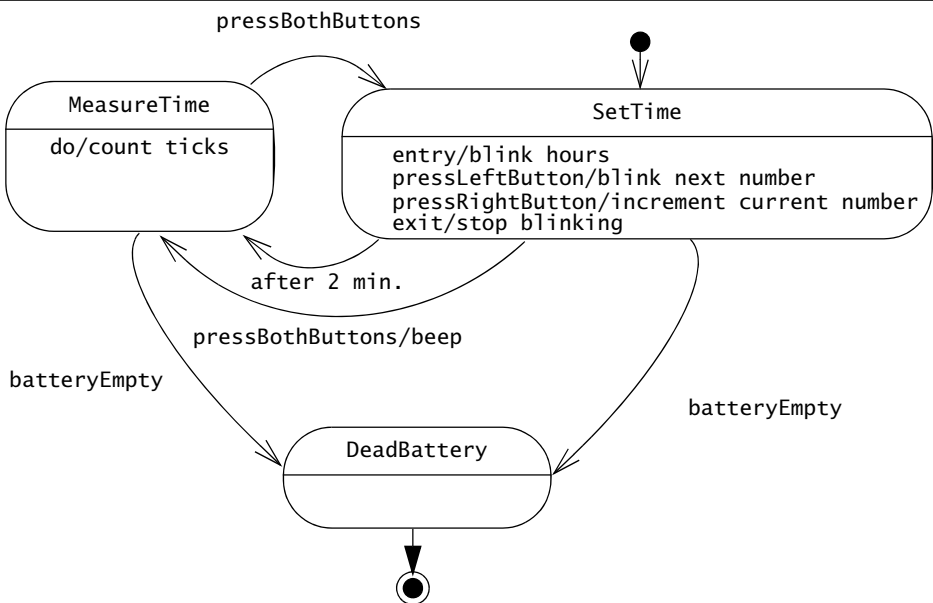 pressBothButtons
MeasureTime
do/count ticks
SetTime
entry/blink hours
pressLeftButton/blink next number
pressRightButton/increment current number
exit/stop blinking
after 2 min.
pressBothButtons/beep
batteryEmpty
batteryEmpty
DeadBattery